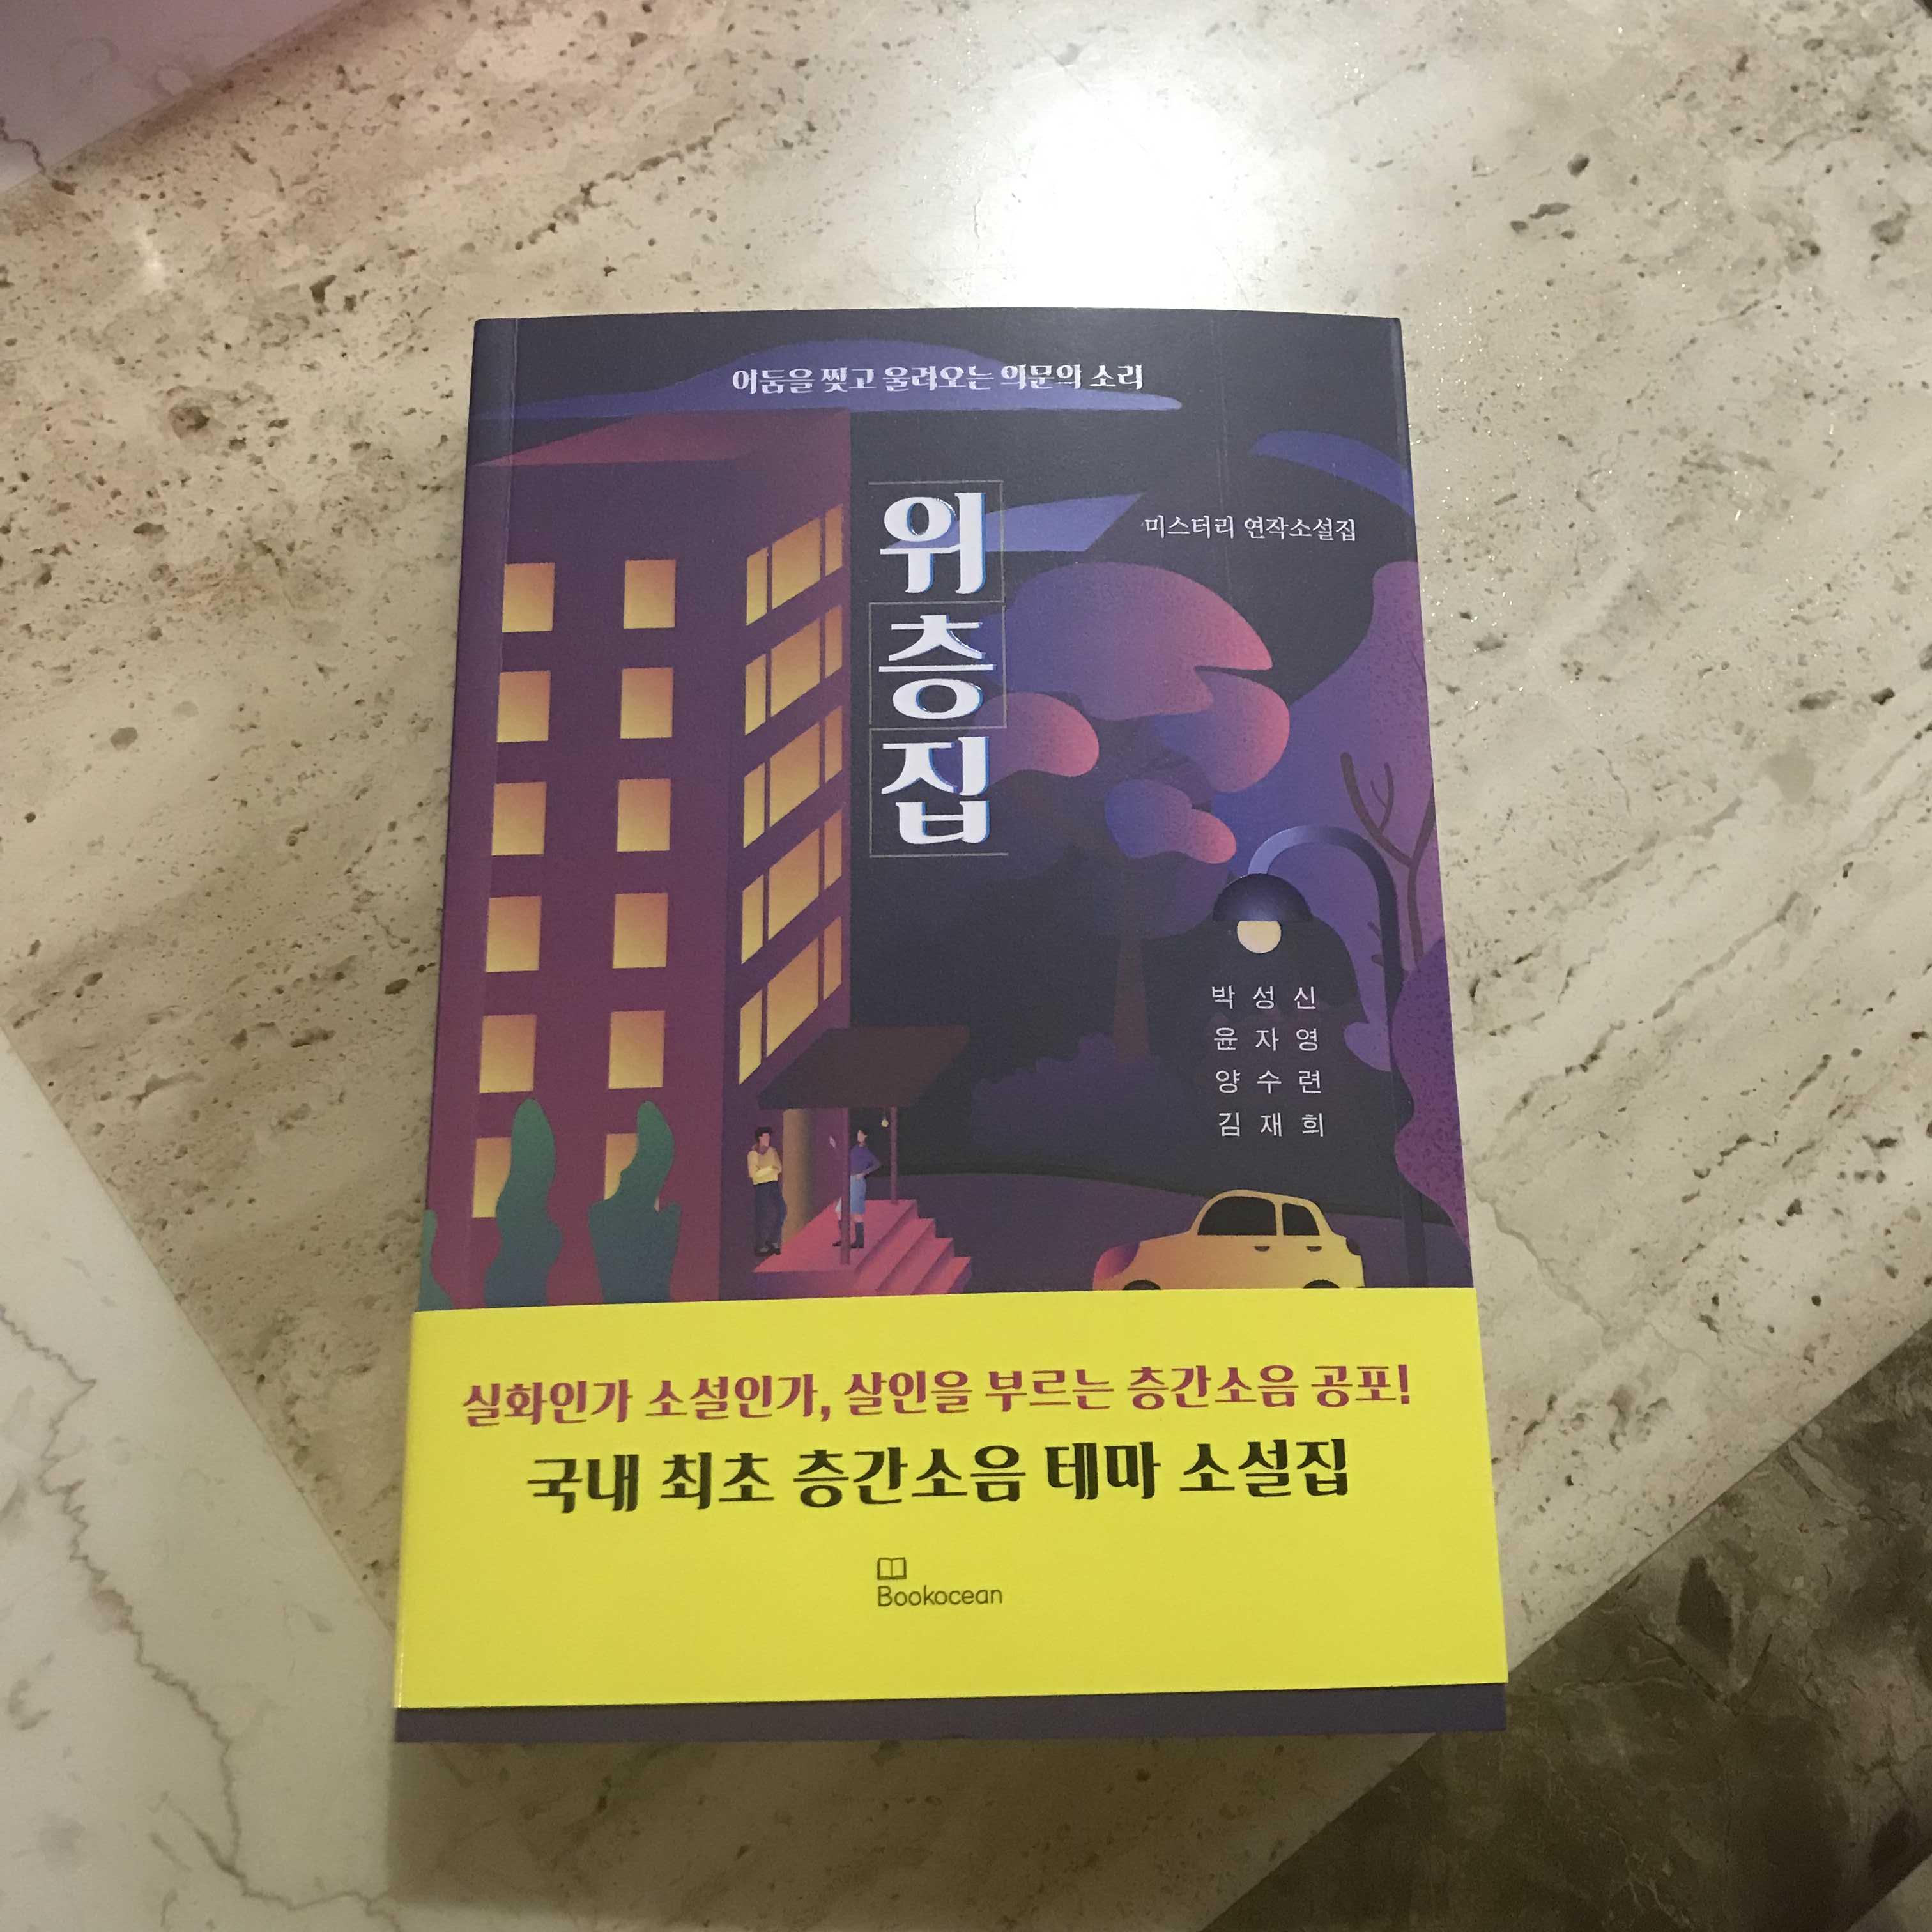 어둠을 찢고 울려오는 의문의 소리
위층집
미스터리 연작소설집
박성신
윤자영
양수련
김재희
실화인가 소설인가, 살인을 부르는 층간소음 공포!
국내 최초 층간소음 테마 소설집
Bookocean